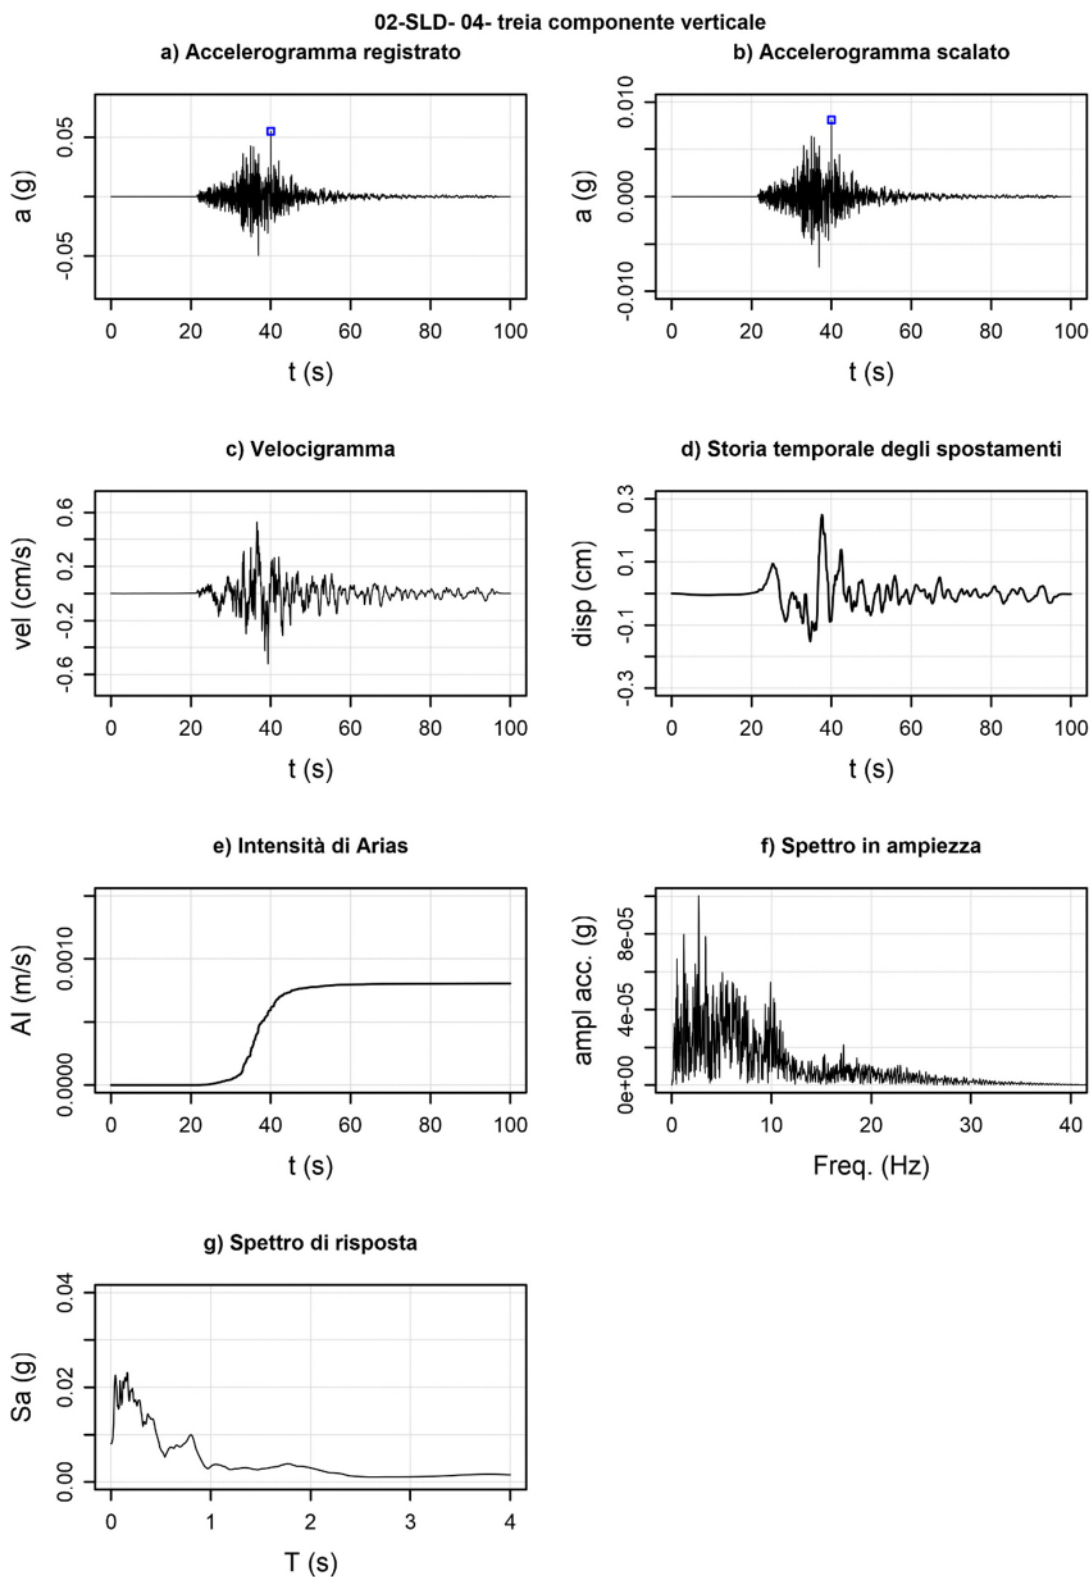 02-SLD- 04- treia componente verticale
a) Accelerogramma registrato
a (g)
0.05
-0.05
0 20 40 60 80 100
t (s)
b) Accelerogramma scalato
a (g)
0.010
0.000
-0.010
0 20 40 60 80 100
t (s)
c) Velocigramma
vel (cm/s)
0.6
0.2
-0.2
-0.6
0 20 40 60 80 100
t (s)
d) Storia temporale degli spostamenti
disp (cm)
0.3
0.1
-0.1
-0.3
0 20 40 60 80 100
t (s)
e) Intensità di Arias
AI (m/s)
0.0010
0.0000
0 20 40 60 80 100
t (s)
f) Spettro in ampiezza
ampl acc. (g)
8e-05
4e-05
0e+00
0 10 20 30 40
Freq. (Hz)
g) Spettro di risposta
Sa (g)
0.04
0.02
0.00
0 1 2 3 4
T (s)